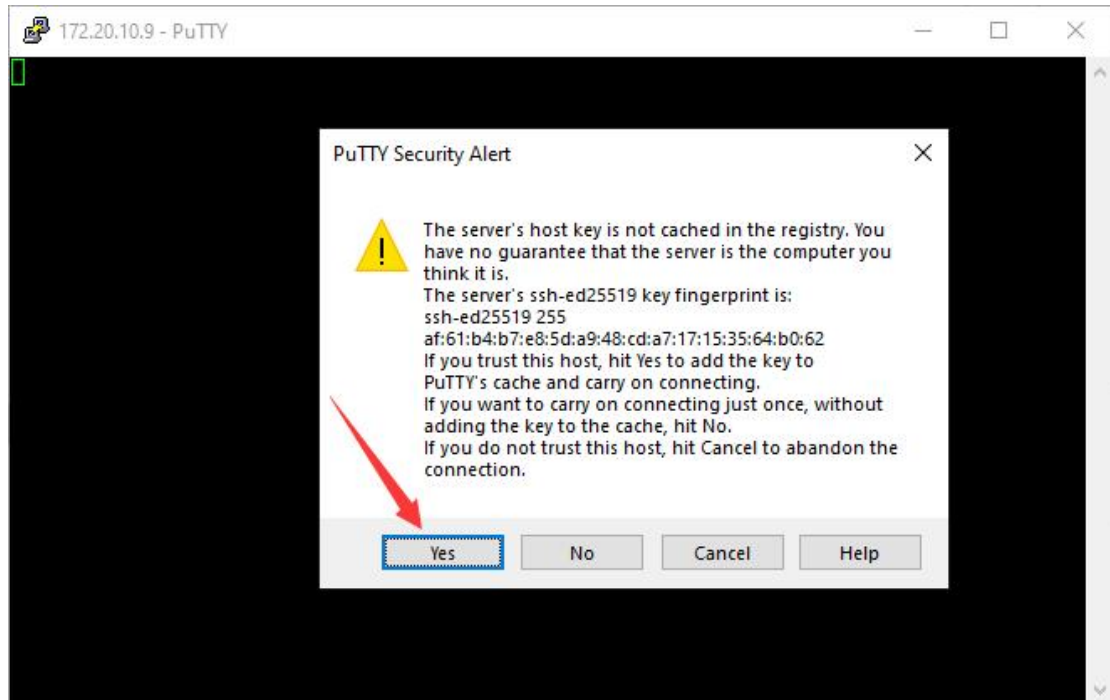 172.20.10.9 - PuTTY
PuTTY Security Alert
The server's host key is not cached in the registry. You
have no guarantee that the server is the computer you
think it is.
The server's ssh-ed25519 key fingerprint is:
ssh-ed25519 255
af:61:b4:b7:e8:5d:a9:48:cd:a7:17:15:35:64:b0:62
If you trust this host, hit Yes to add the key to
PuTTY's cache and carry on connecting.
If you want to carry on connecting just once, without
adding the key to the cache, hit No.
If you do not trust this host, hit Cancel to abandon the
connection.
Yes No Cancel Help